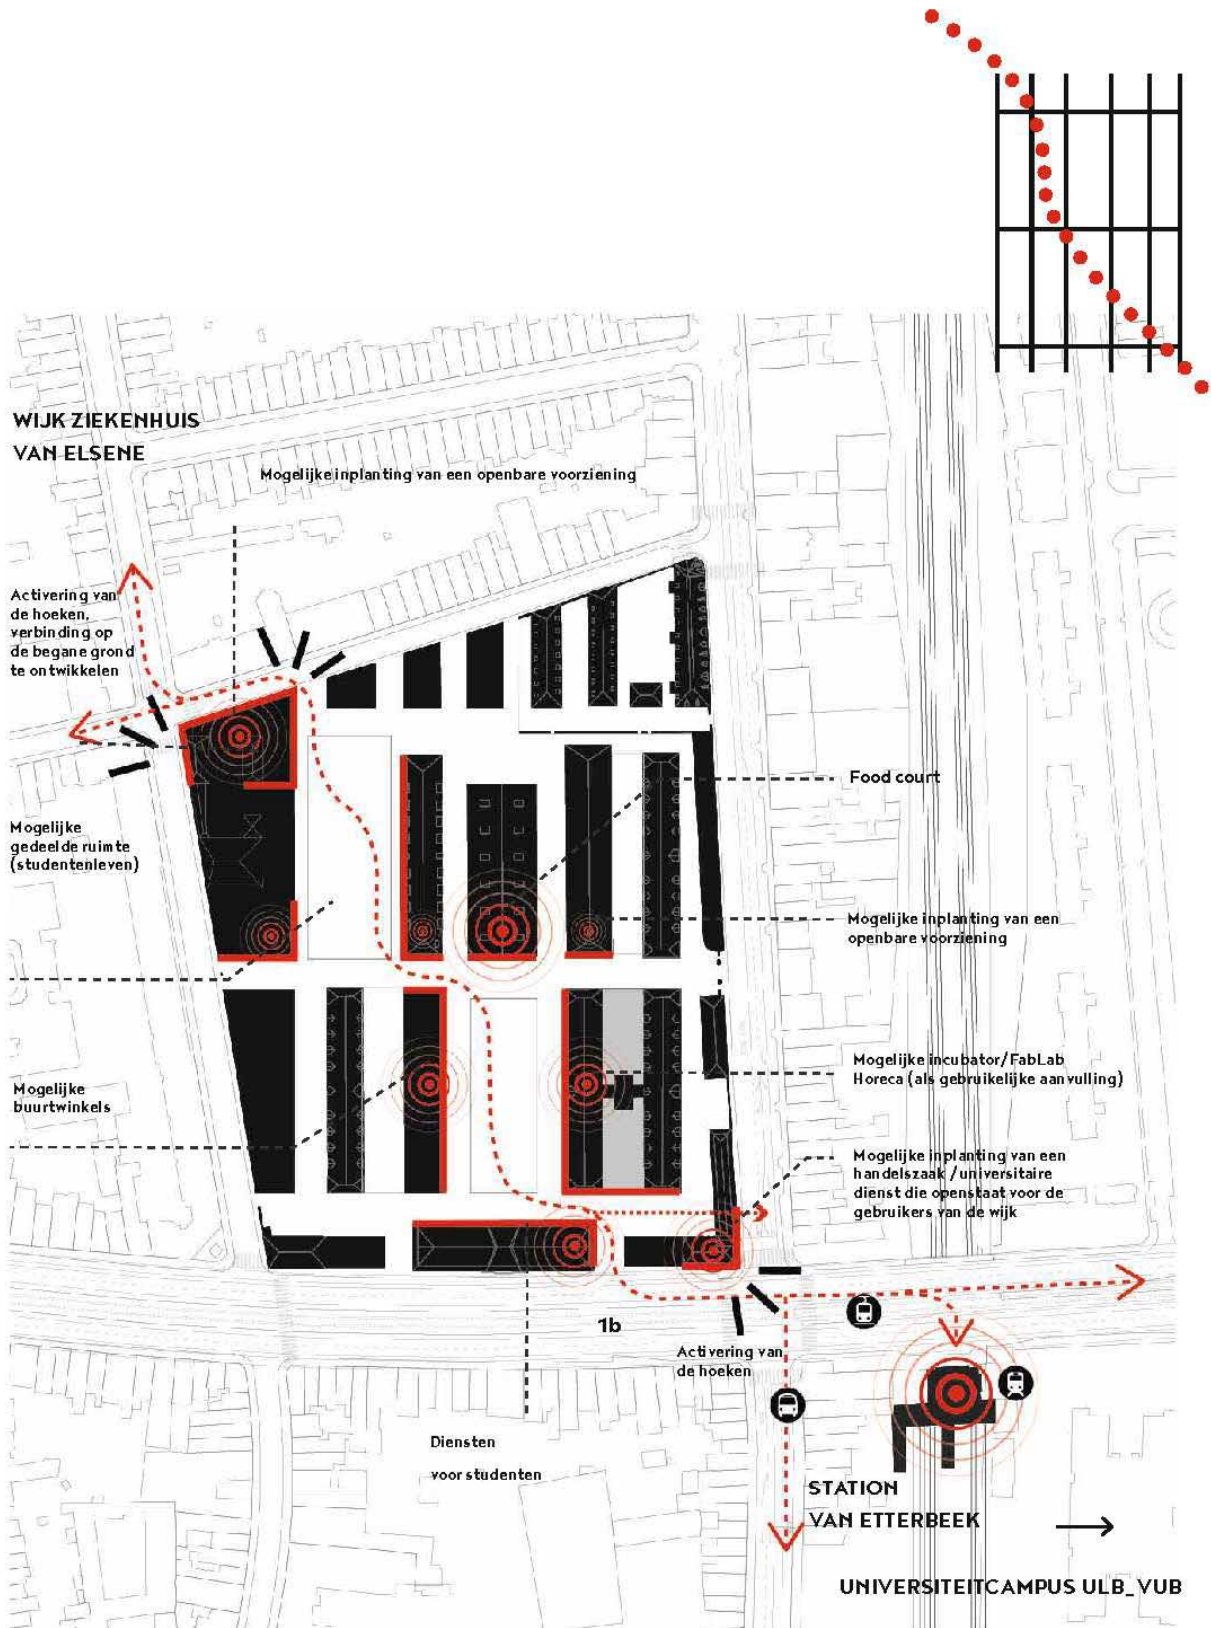 WIJK ZIEKENHUIS
VAN ELSENE
Mogelijke inplanting van een openbare voorziening
Activering van
de hoeken,
verbinding op
de begane grond
te ontwikkelen
Food court
Mogelijke
gedeelde ruimte
(studentenleven)
Mogelijke inplanting van een
openbare voorziening
Mogelijke incubator/FabLab
Horeca (als gebruikelijke aanvulling)
Mogelijke
buurtwinkels
Mogelijke inplanting van een
handelszaak /universitaire
dienst die openstaat voor de
gebruikers van de wijk
1b
Activering van
de hoeken
Diensten
voor studenten
STATION
VAN ETTERBEEK
UNIVERSITEITCAMPUS ULB_VUB